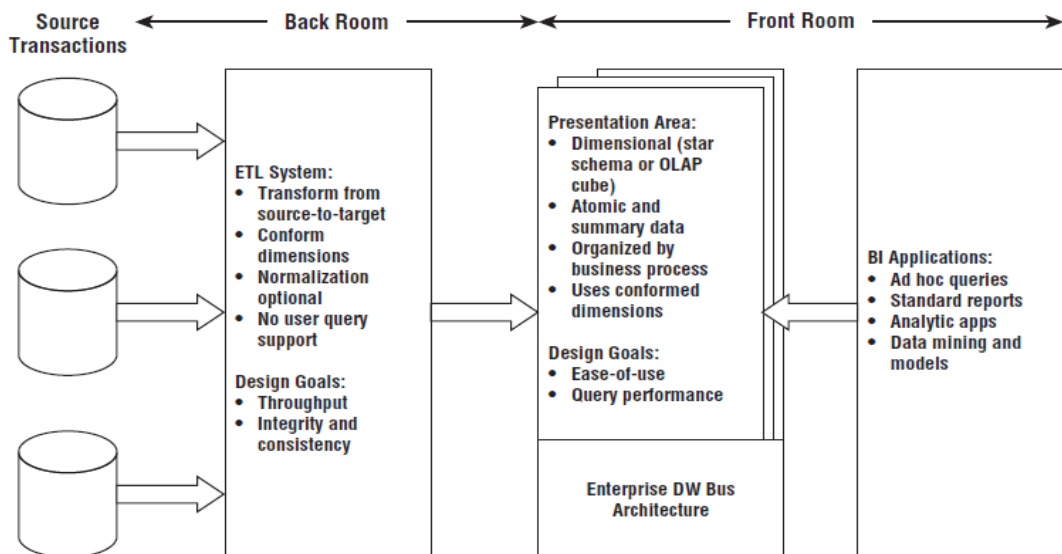 Source
Transactions
Back Room
Front Room
ETL System:
• Transform from
source-to-target
• Conform
dimensions
• Normalization
optional
• No user query
support
Design Goals:
• Throughput
• Integrity and
consistency
Presentation Area:
• Dimensional (star
schema or OLAP
cube)
• Atomic and
summary data
• Organized by
business process
• Uses conformed
dimensions
Design Goals:
• Ease-of-use
• Query performance
Enterprise DW Bus
Architecture
BI Applications:
• Ad hoc queries
• Standard reports
• Analytic apps
• Data mining and
models